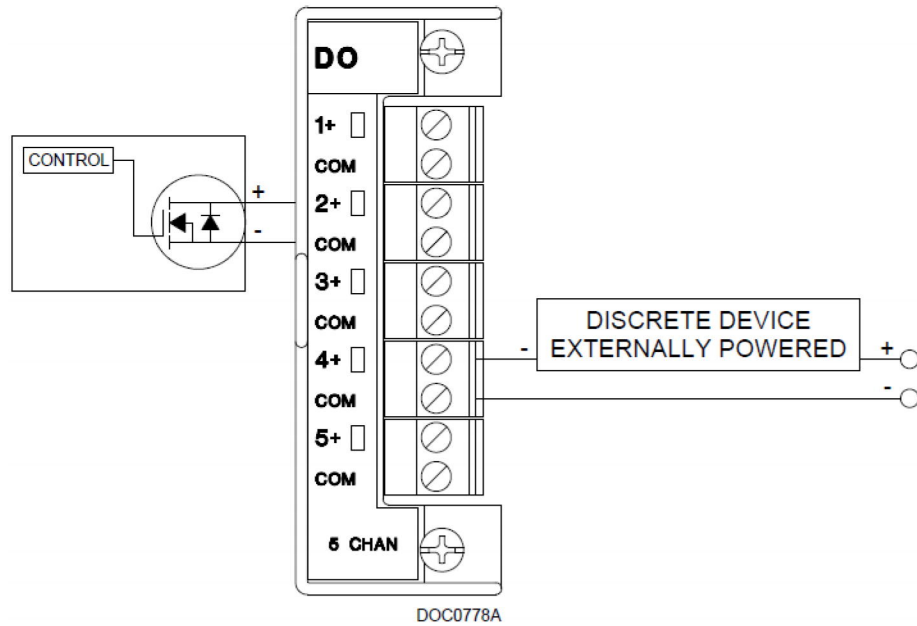 DO
1+
COM
CONTROL
+
2+
-
COM
3+
COM
DISCRETE DEVICE
EXTERNALLY POWERED
4+
-
+
COM
-
5+
COM
5 CHAN
DOC0778A